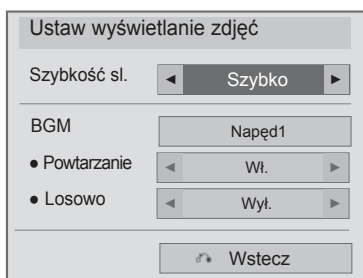 Ustaw wyświetlanie zdjęć
Szybkość sl. ◄ Szybko ►
BGM Napęd1
● Powtarzanie ◄ Wł. ►
● Losowo ◄ Wył. ►
Wstecz